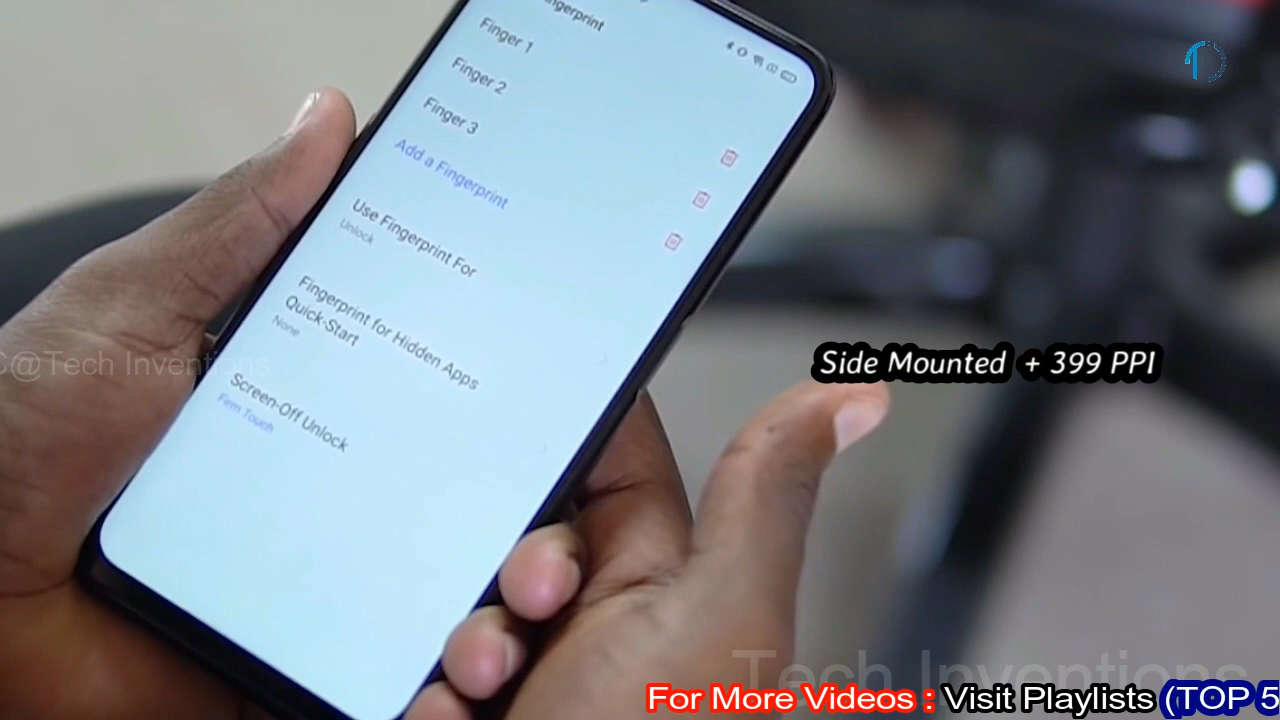 Fingerprint
Finger 1
Finger 2
Finger 3
Add a Fingerprint
Use Fingerprint For
Unlock
Fingerprint for Hidden Apps
Quick-Start
None
Screen-Off Unlock
Firm Touch
C@Tech Inventions
Side Mounted + 399 PPI
Tech Inventions
For More Videos : Visit Playlists (TOP 5